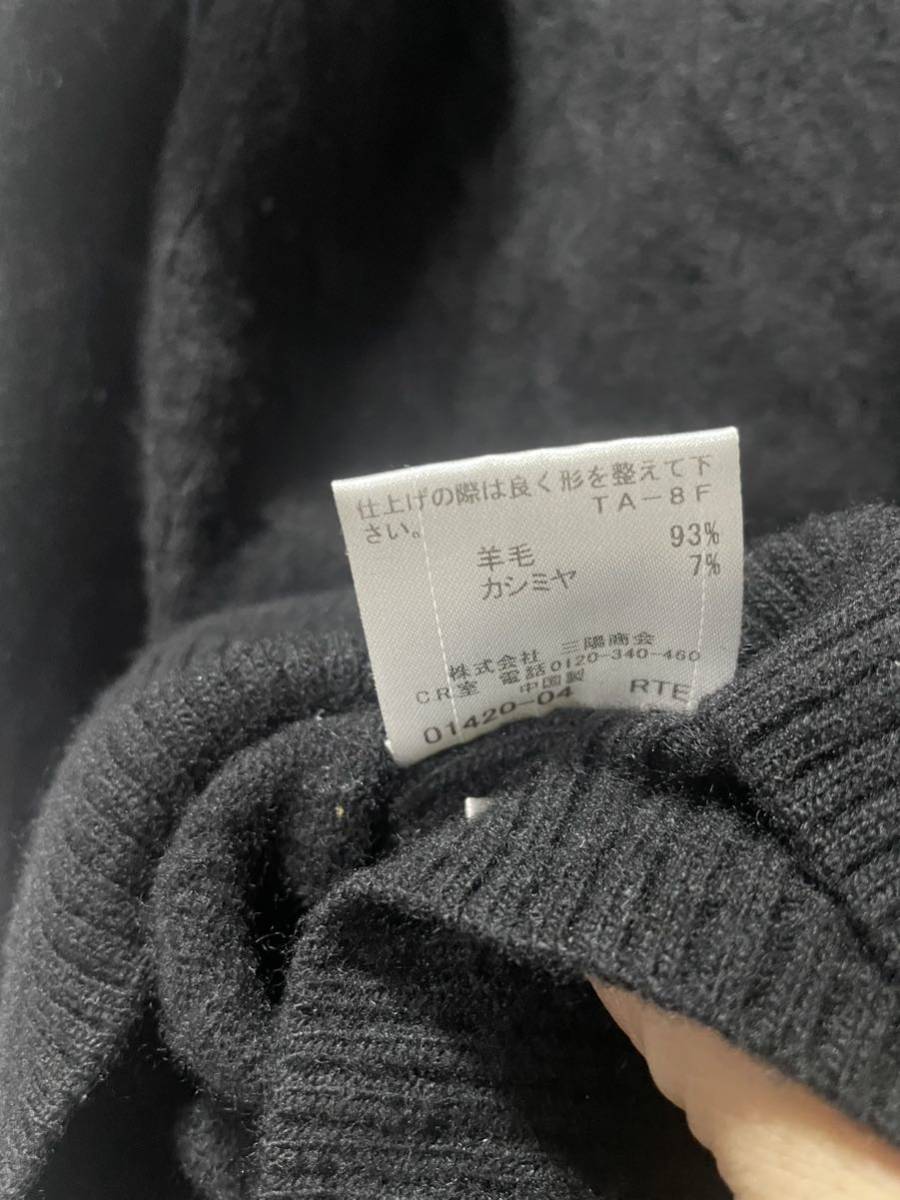 仕上げの際は良く形を整えて下
さい。 TA-8F
羊毛 93%
カシミヤ 7%
株式会社 三陽商会
CR室 電話0120-340-460
中国製
01420-04 RTE